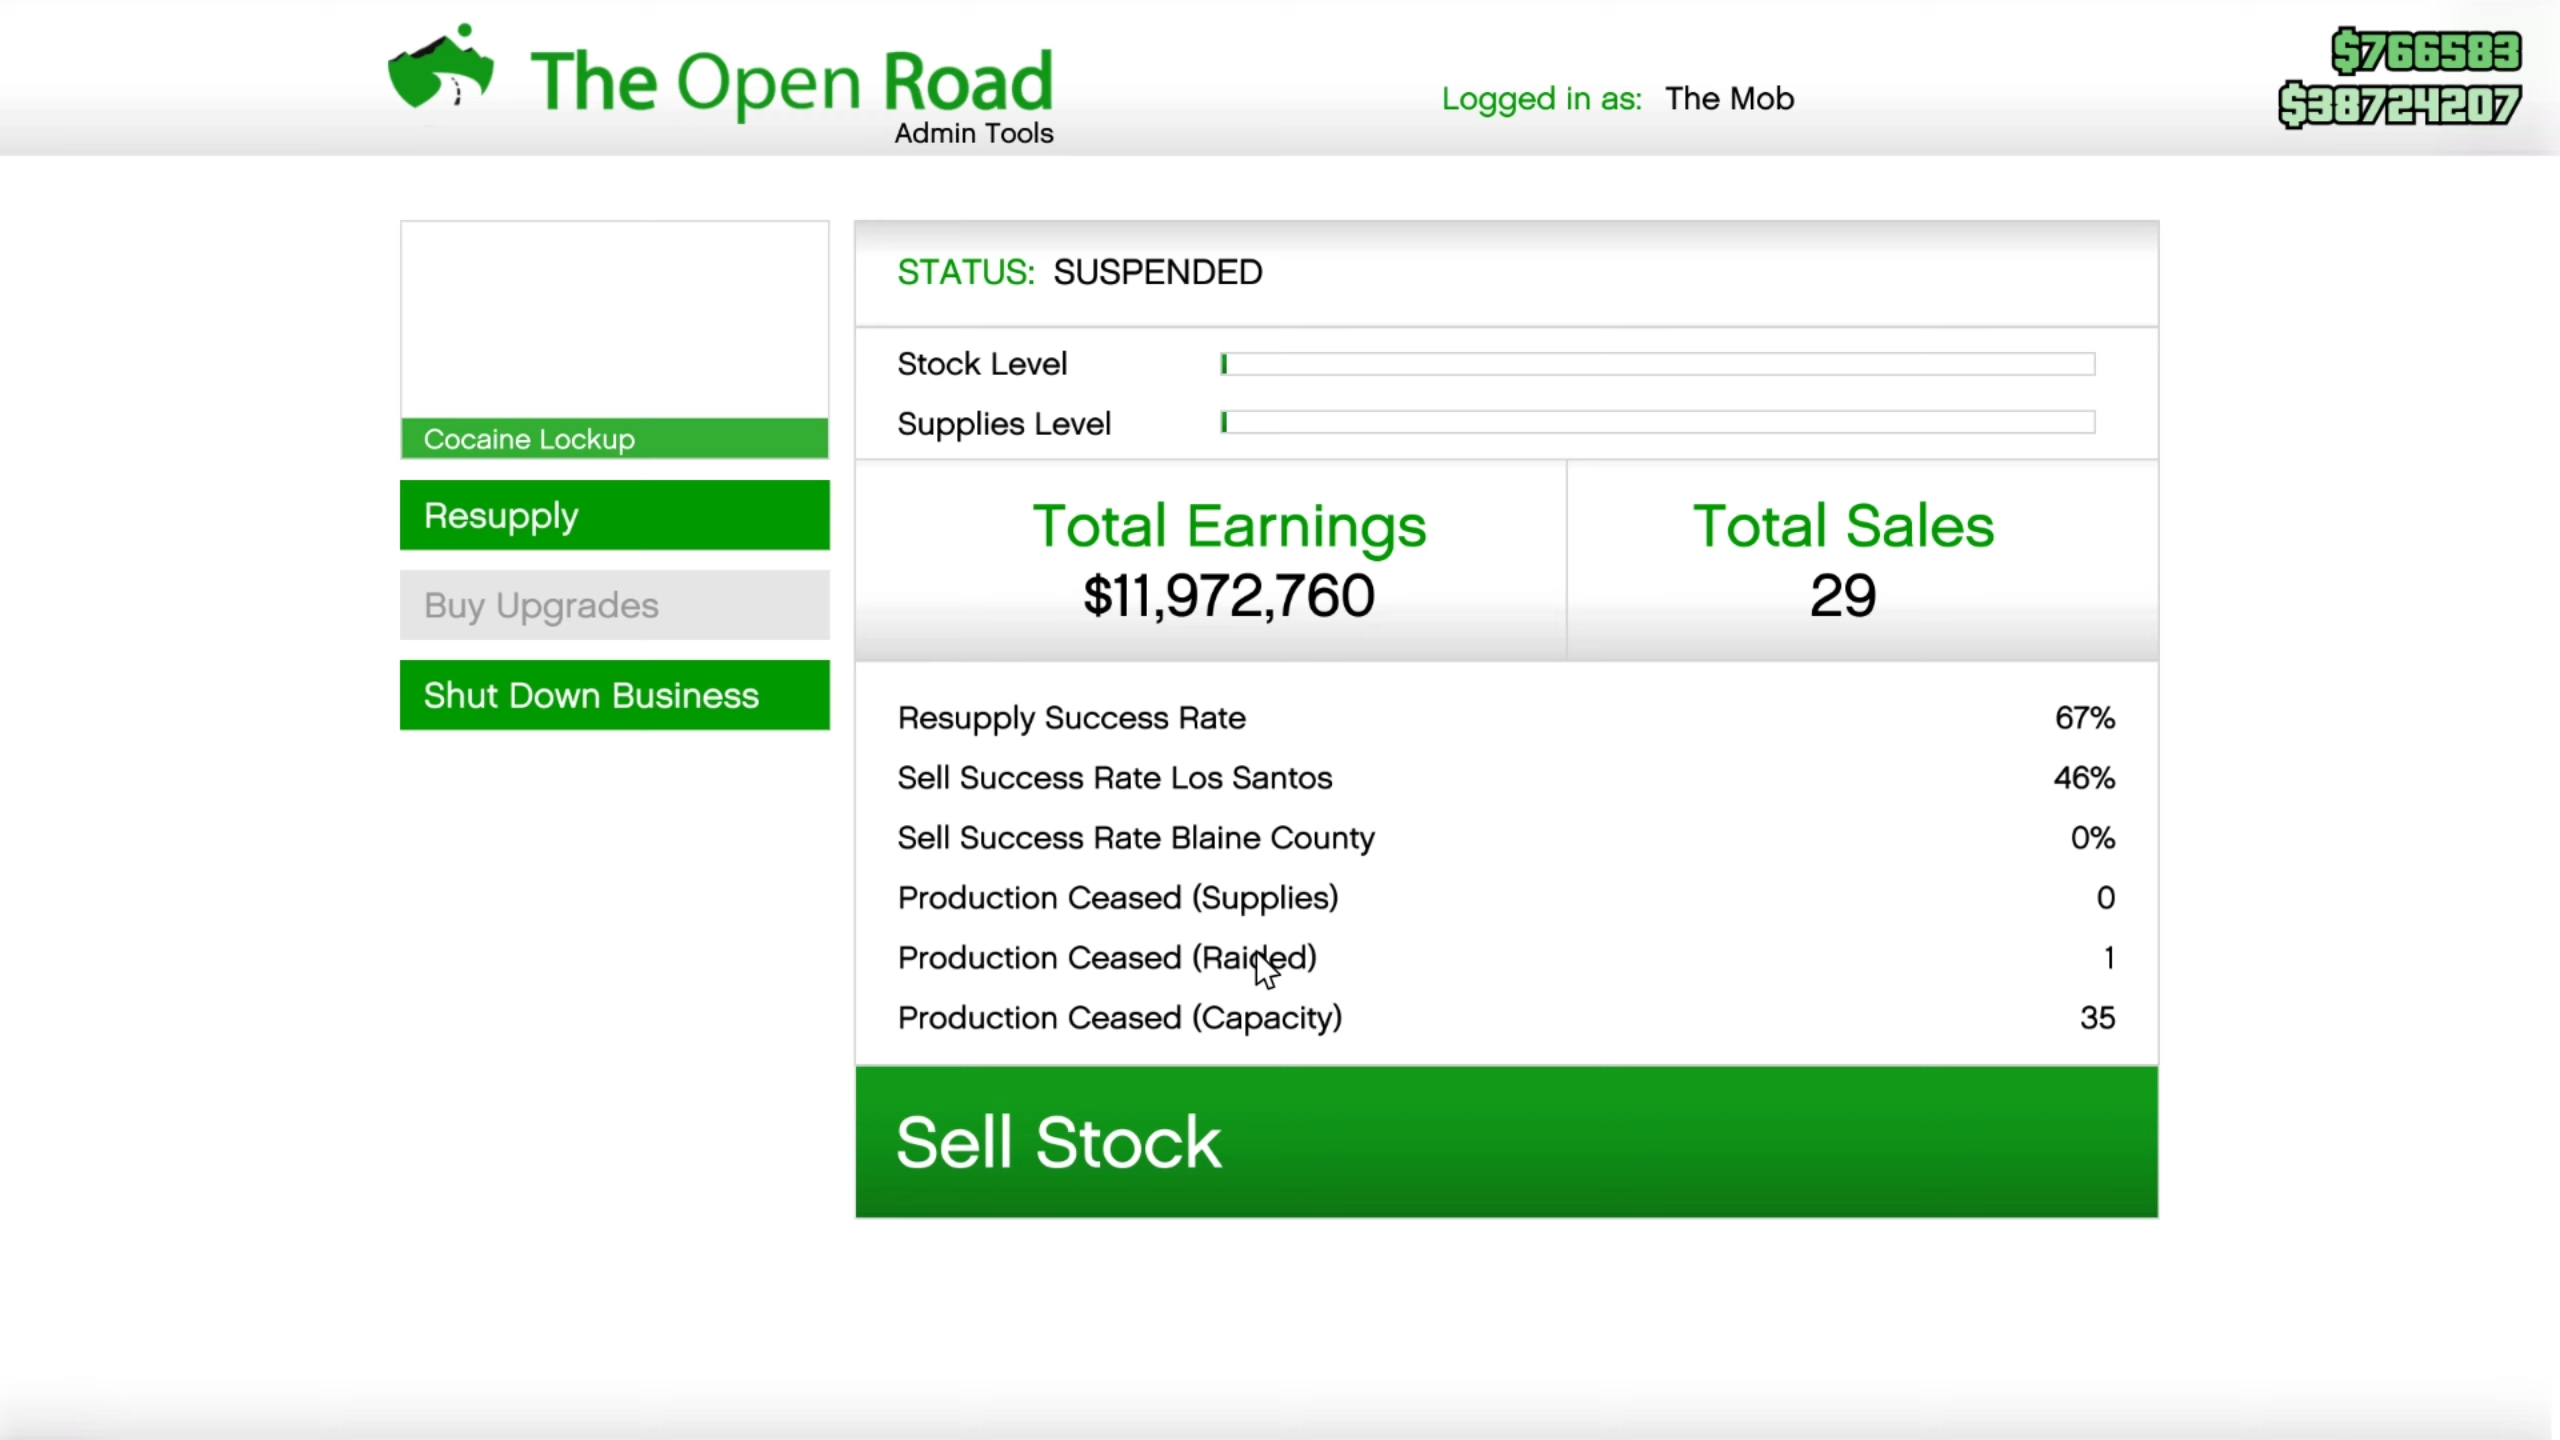 The Open Road
Admin Tools
Logged in as: The Mob
$766583
$38724207
Cocaine Lockup
Resupply
Buy Upgrades
Shut Down Business
STATUS: SUSPENDED
Stock Level
Supplies Level
Total Earnings
$11,972,760
Total Sales
29
Resupply Success Rate 67%
Sell Success Rate Los Santos 46%
Sell Success Rate Blaine County 0%
Production Ceased (Supplies) 0
Production Ceased (Raided) 1
Production Ceased (Capacity) 35
Sell Stock